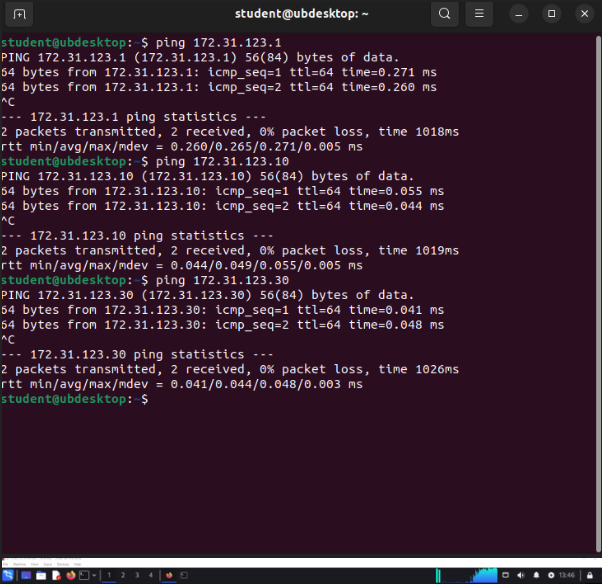 student@ubdesktop: ~
student@ubdesktop:~$ ping 172.31.123.1
PING 172.31.123.1 (172.31.123.1) 56(84) bytes of data.
64 bytes from 172.31.123.1: icmp_seq=1 ttl=64 time=0.271 ms
64 bytes from 172.31.123.1: icmp_seq=2 ttl=64 time=0.260 ms
^C
--- 172.31.123.1 ping statistics ---
2 packets transmitted, 2 received, 0% packet loss, time 1018ms
rtt min/avg/max/mdev = 0.260/0.265/0.271/0.005 ms
student@ubdesktop:~$ ping 172.31.123.10
PING 172.31.123.10 (172.31.123.10) 56(84) bytes of data.
64 bytes from 172.31.123.10: icmp_seq=1 ttl=64 time=0.055 ms
64 bytes from 172.31.123.10: icmp_seq=2 ttl=64 time=0.044 ms
^C
--- 172.31.123.10 ping statistics ---
2 packets transmitted, 2 received, 0% packet loss, time 1019ms
rtt min/avg/max/mdev = 0.044/0.049/0.055/0.005 ms
student@ubdesktop:~$ ping 172.31.123.30
PING 172.31.123.30 (172.31.123.30) 56(84) bytes of data.
64 bytes from 172.31.123.30: icmp_seq=1 ttl=64 time=0.041 ms
64 bytes from 172.31.123.30: icmp_seq=2 ttl=64 time=0.048 ms
^C
--- 172.31.123.30 ping statistics ---
2 packets transmitted, 2 received, 0% packet loss, time 1026ms
rtt min/avg/max/mdev = 0.041/0.044/0.048/0.003 ms
student@ubdesktop:~$
1 2 3 4
13:46